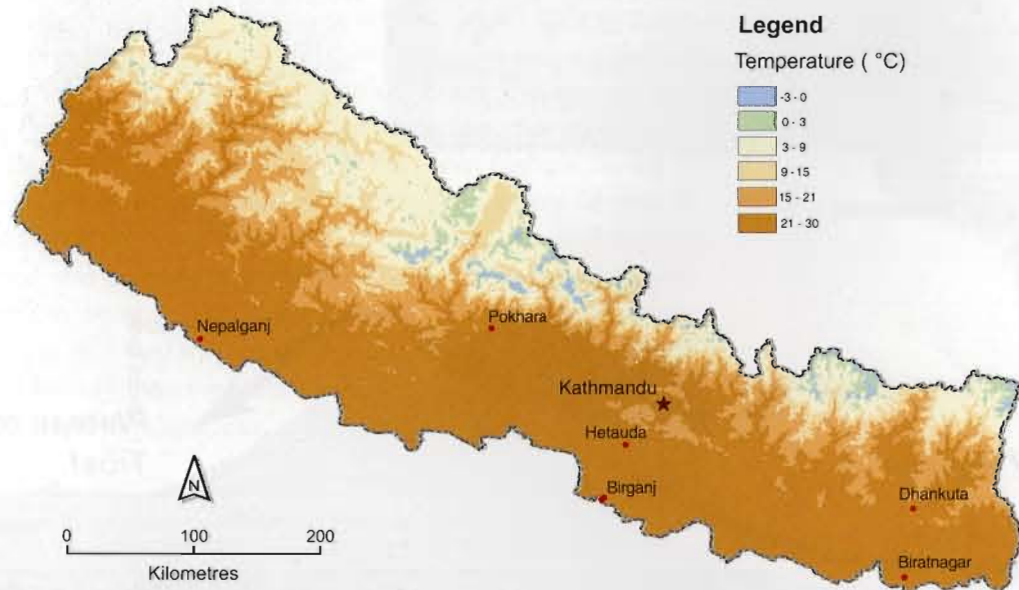 Legend
Temperature ( °C)
-3 - 0
0 - 3
3 - 9
9 - 15
15 - 21
21 - 30
Nepalganj
Pokhara
Kathmandu
Hetauda
Birganj
Dhankuta
Biratnagar
N
0 100 200
Kilometres